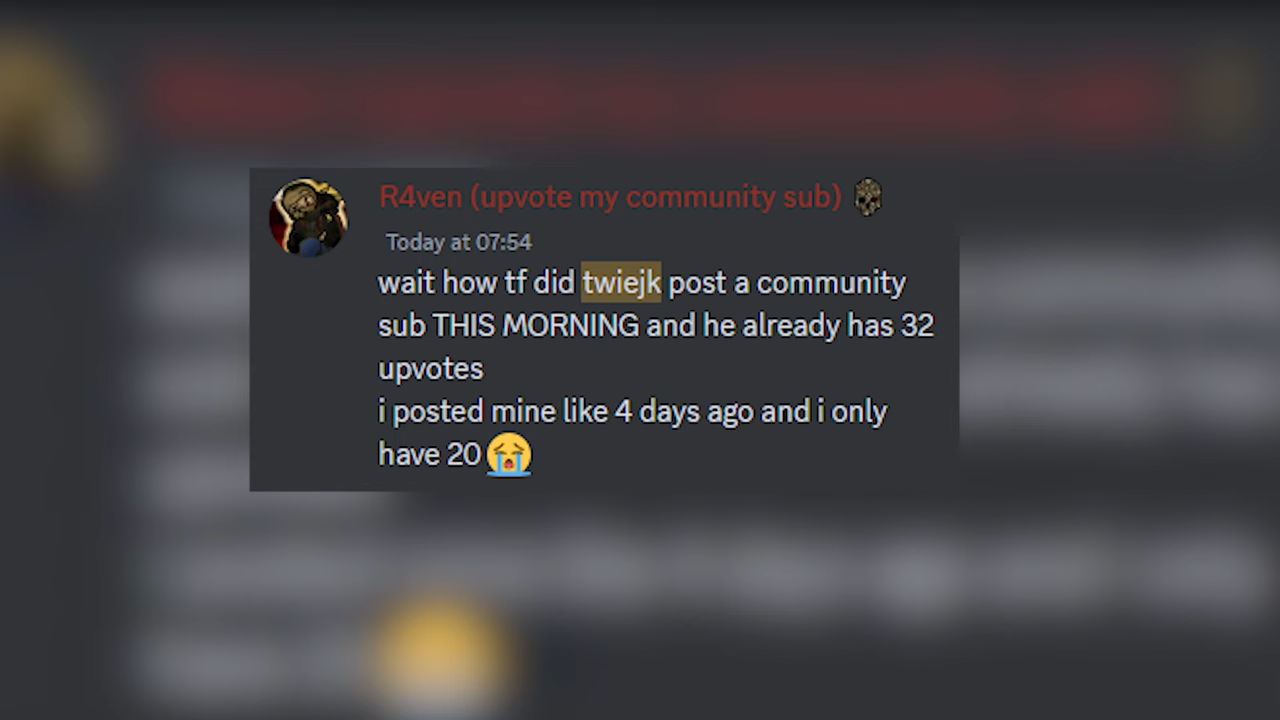 R4ven (upvote my community sub)
Today at 07:54
wait how tf did twiejk post a community
sub THIS MORNING and he already has 32
upvotes
i posted mine like 4 days ago and i only
have 20 😭